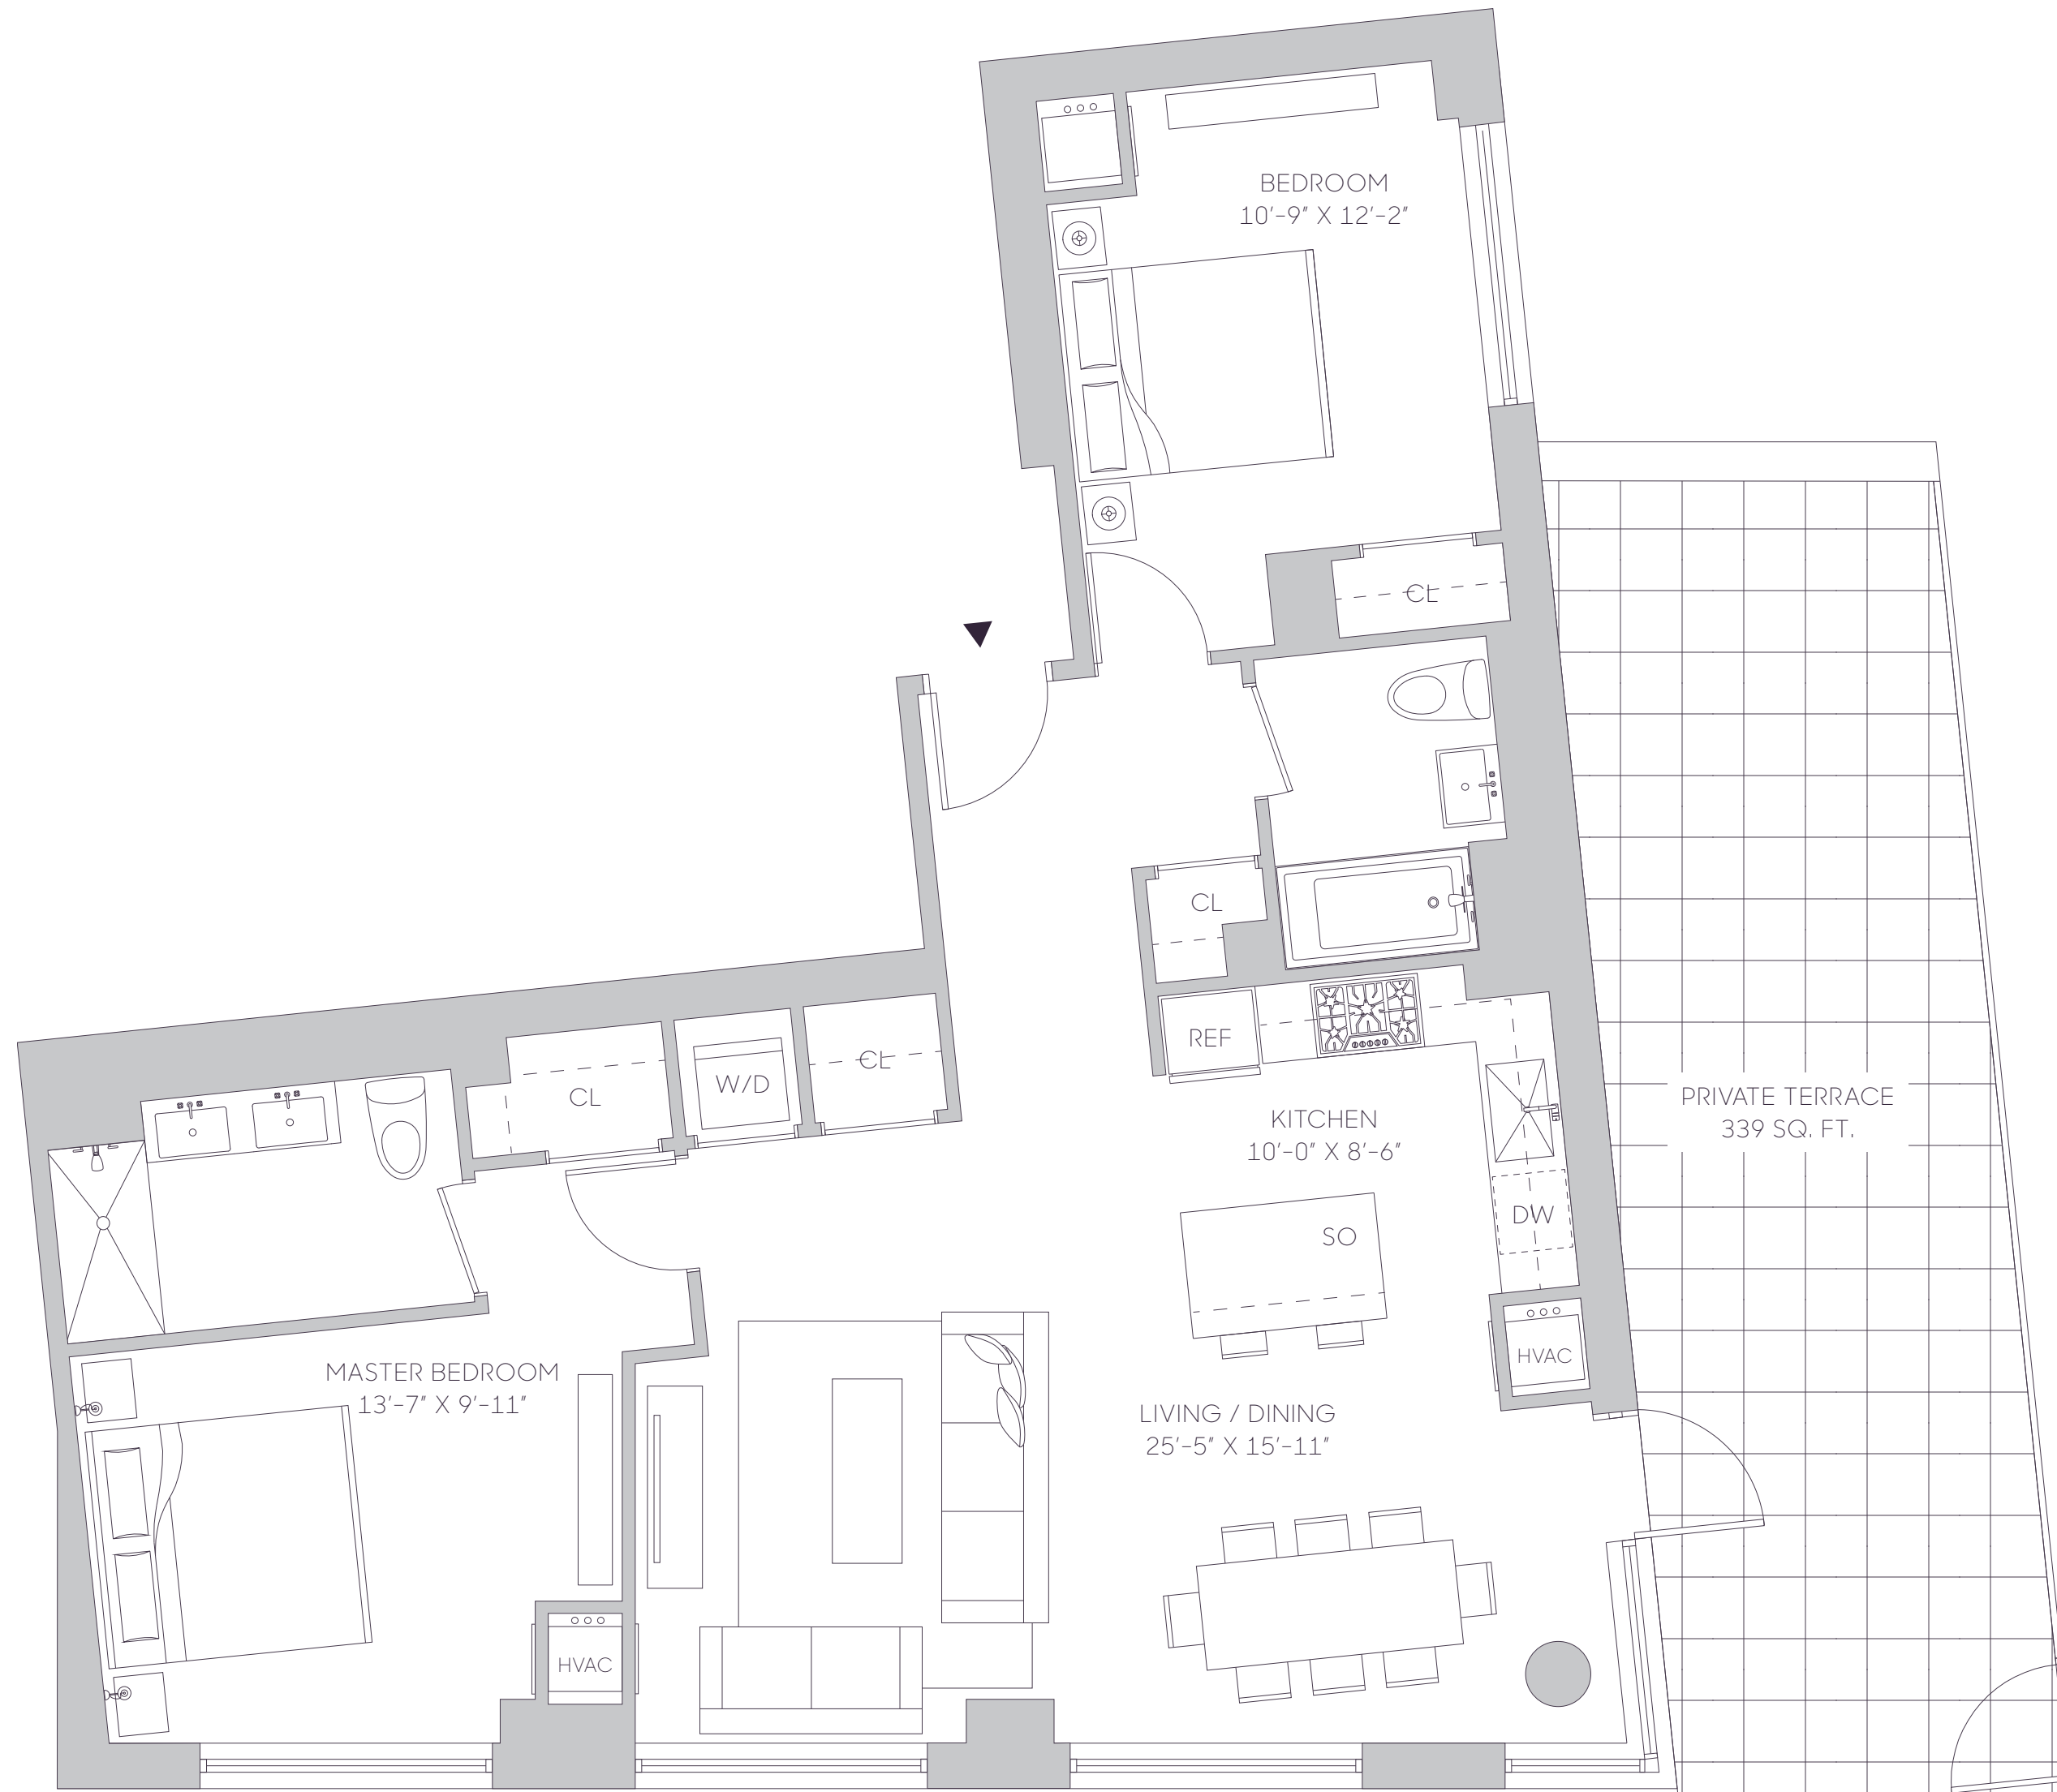 BEDROOM
10'-9" X 12'-2"
CL
CL
REF
CL
W/D
CL
PRIVATE TERRACE
339 SQ. FT.
KITCHEN
10'-0" X 8'-6"
DW
SO
HVAC
MASTER BEDROOM
13'-7" X 9'-11"
LIVING / DINING
25'-5" X 15'-11"
HVAC